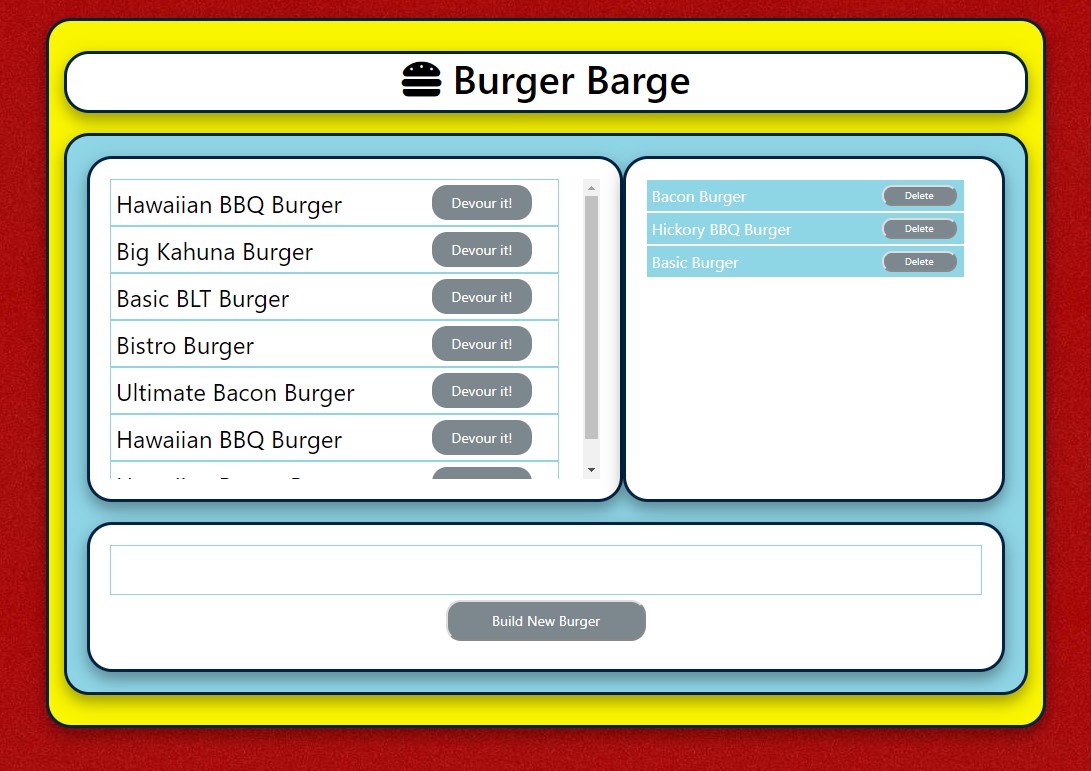 Burger Barge
Hawaiian BBQ Burger Devour it!
Big Kahuna Burger Devour it!
Basic BLT Burger Devour it!
Bistro Burger Devour it!
Ultimate Bacon Burger Devour it!
Hawaiian BBQ Burger Devour it!
Bacon Burger Delete
Hickory BBQ Burger Delete
Basic Burger Delete
Build New Burger